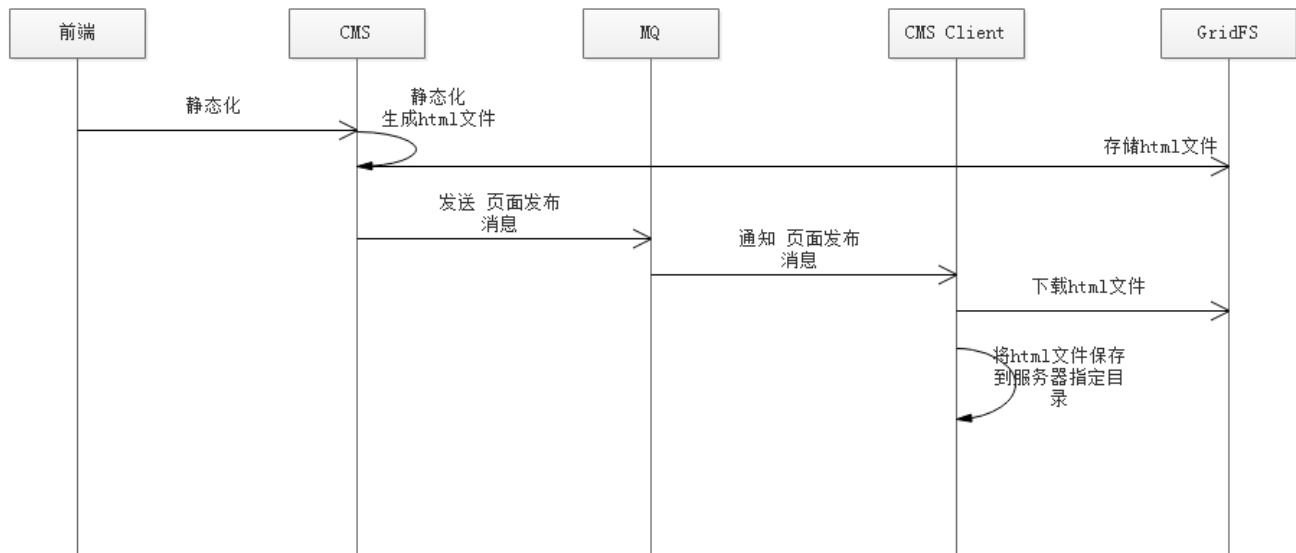 前端
CMS
MQ
CMS Client
GridFS
静态化
静态化
生成html文件
存储html文件
发送 页面发布
消息
通知 页面发布
消息
下载html文件
将html文件保存
到服务器指定目
录